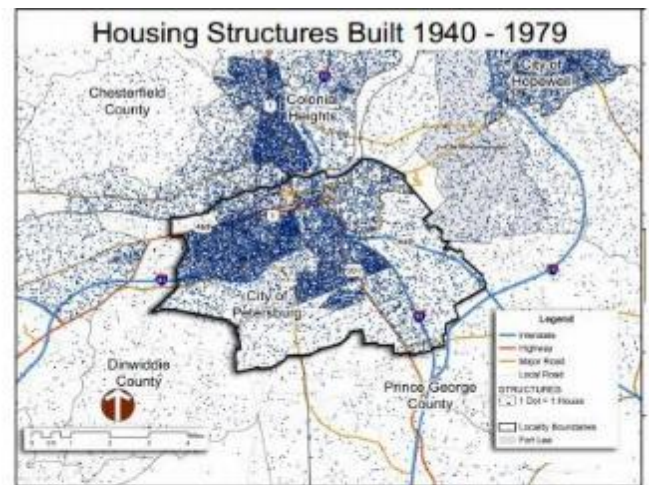 Housing Structures Built 1940 - 1979
City of
Hopewell
Chesterfield
County
Colonial
Heights
City of
Petersburg
Dinwiddie
County
Prince George
County
Legend
Interstate
Highway
Major Road
Local Road
STRUCTURES
1 Dot = 1 House
Locality Boundaries
Fort Lee